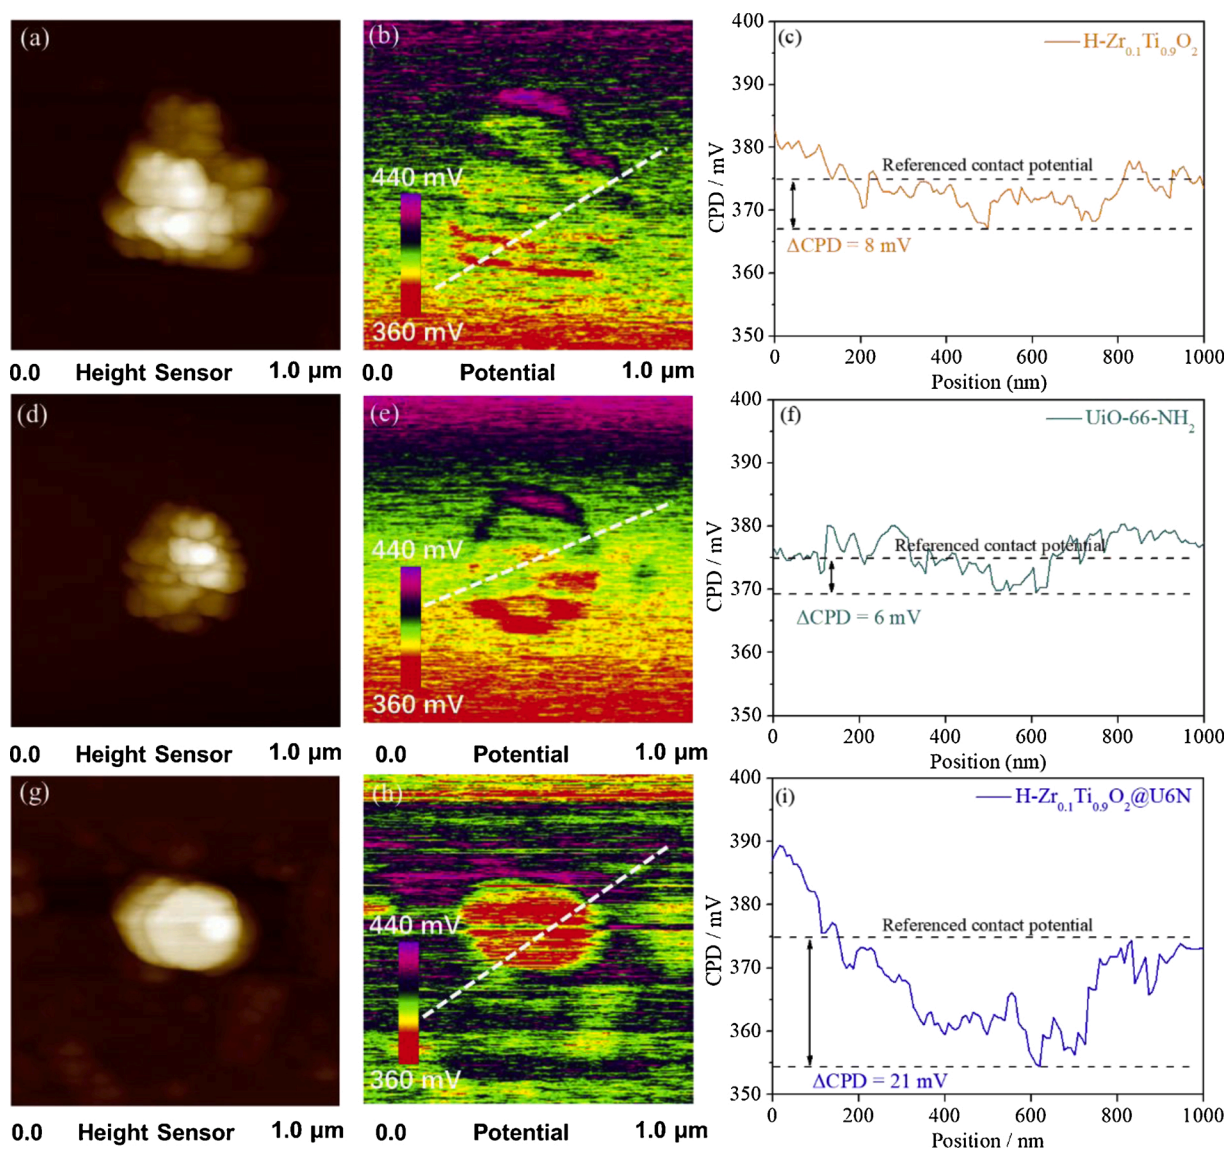 (a)
0.0 Height Sensor 1.0 μm
(b)
440 mV
360 mV
0.0 Potential 1.0 μm
(c)
H-Zr0.1Ti0.9O2
Referenced contact potential
ΔCPD = 8 mV
CPD / mV
400
390
380
370
360
350
0 200 400 600 800 1000
Position (nm)
(d)
0.0 Height Sensor 1.0 μm
(e)
440 mV
360 mV
0.0 Potential 1.0 μm
(f)
UiO-66-NH2
Referenced contact potential
ΔCPD = 6 mV
CPD / mV
400
390
380
370
360
350
0 200 400 600 800 1000
Position (nm)
(g)
0.0 Height Sensor 1.0 μm
(h)
440 mV
360 mV
0.0 Potential 1.0 μm
(i)
H-Zr0.1Ti0.9O2@U6N
Referenced contact potential
ΔCPD = 21 mV
CPD / mV
400
390
380
370
360
350
0 200 400 600 800 1000
Position / nm